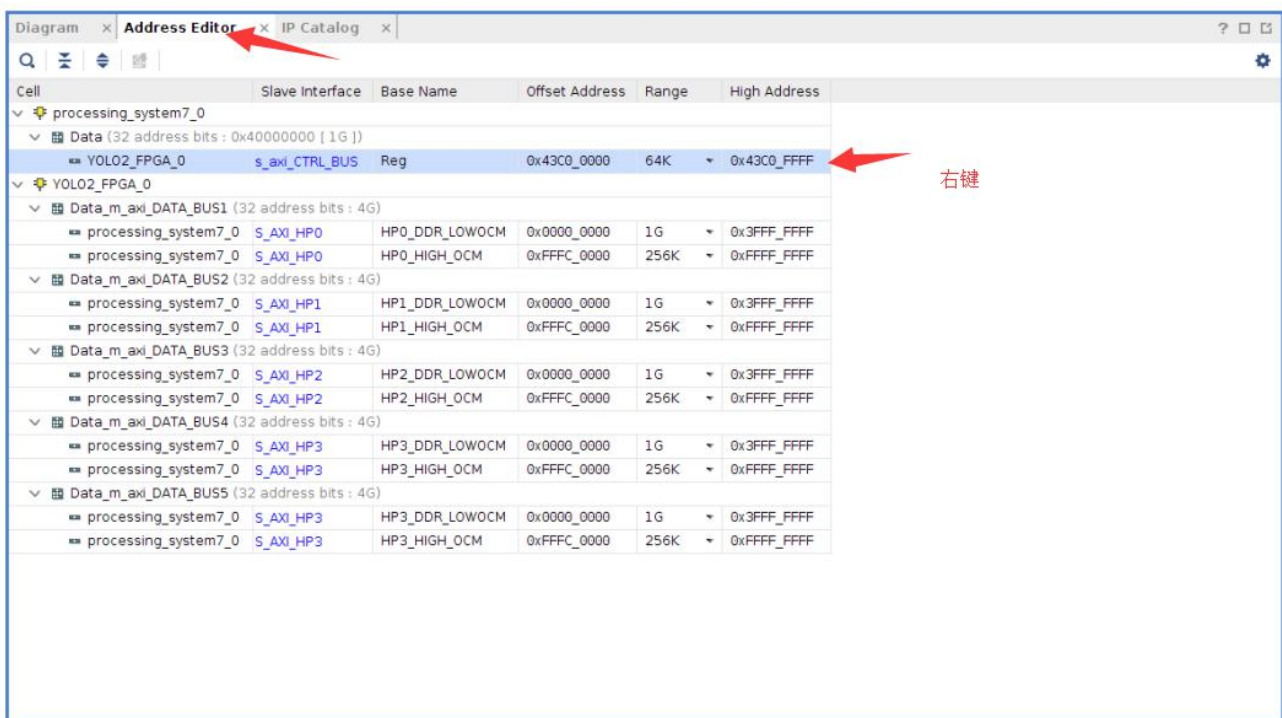 Diagram × Address Editor × IP Catalog × ?
Cell Slave Interface Base Name Offset Address Range High Address
processing_system7_0
Data (32 address bits : 0x40000000 [ 1G ])
YOLO2_FPGA_0 s_axi_CTRL_BUS Reg 0x43C0_0000 64K 0x43C0_FFFF
右键
YOLO2_FPGA_0
Data_m_axi_DATA_BUS1 (32 address bits : 4G)
processing_system7_0 S_AXI_HP0 HP0_DDR_LOWOCM 0x0000_0000 1G 0x3FFF_FFFF
processing_system7_0 S_AXI_HP0 HP0_HIGH_OCM 0xFFFC_0000 256K 0xFFFF_FFFF
Data_m_axi_DATA_BUS2 (32 address bits : 4G)
processing_system7_0 S_AXI_HP1 HP1_DDR_LOWOCM 0x0000_0000 1G 0x3FFF_FFFF
processing_system7_0 S_AXI_HP1 HP1_HIGH_OCM 0xFFFC_0000 256K 0xFFFF_FFFF
Data_m_axi_DATA_BUS3 (32 address bits : 4G)
processing_system7_0 S_AXI_HP2 HP2_DDR_LOWOCM 0x0000_0000 1G 0x3FFF_FFFF
processing_system7_0 S_AXI_HP2 HP2_HIGH_OCM 0xFFFC_0000 256K 0xFFFF_FFFF
Data_m_axi_DATA_BUS4 (32 address bits : 4G)
processing_system7_0 S_AXI_HP3 HP3_DDR_LOWOCM 0x0000_0000 1G 0x3FFF_FFFF
processing_system7_0 S_AXI_HP3 HP3_HIGH_OCM 0xFFFC_0000 256K 0xFFFF_FFFF
Data_m_axi_DATA_BUS5 (32 address bits : 4G)
processing_system7_0 S_AXI_HP3 HP3_DDR_LOWOCM 0x0000_0000 1G 0x3FFF_FFFF
processing_system7_0 S_AXI_HP3 HP3_HIGH_OCM 0xFFFC_0000 256K 0xFFFF_FFFF